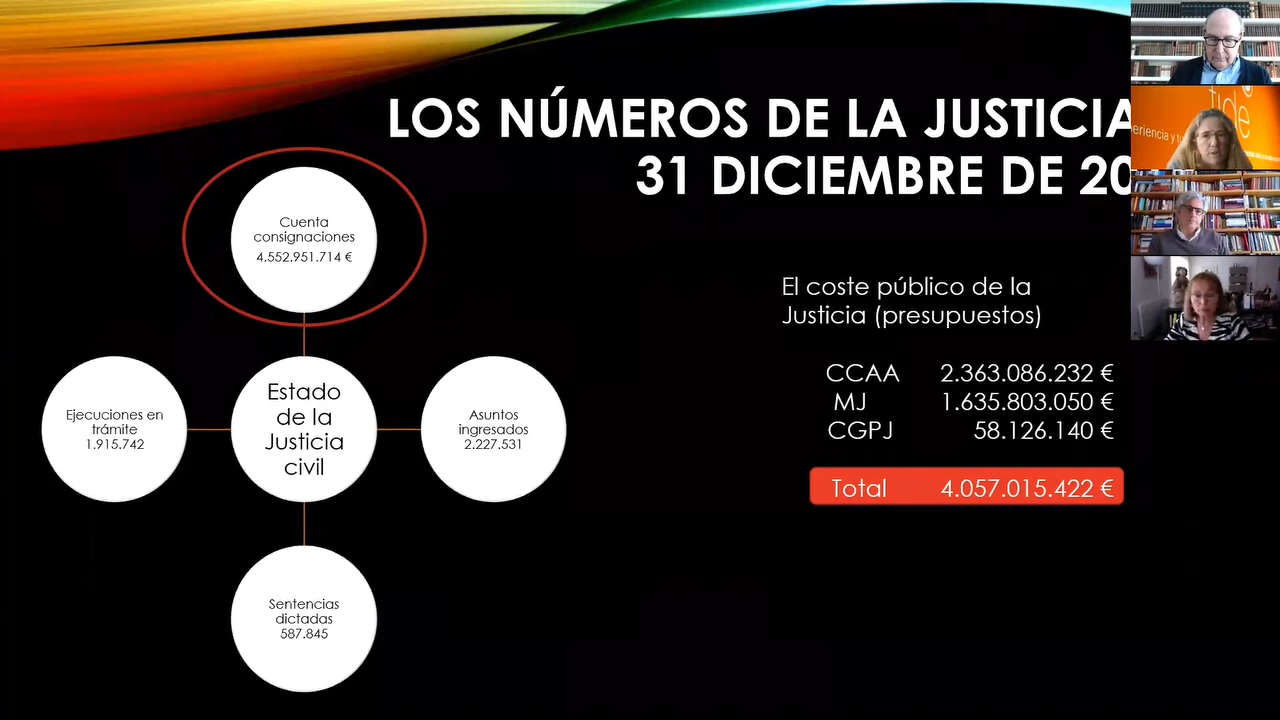 LOS NÚMEROS DE LA JUSTICIA
31 DICIEMBRE DE 20
tide
Cuenta
consignaciones
4.552.951.714 €
Ejecuciones en
trámite
1.915.742
Estado
de la
Justicia
civil
Asuntos
ingresados
2.227.531
Sentencias
dictadas
587.845
El coste público de la
Justicia (presupuestos)
CCAA 2.363.086.232 €
MJ 1.635.803.050 €
CGPJ 58.126.140 €
Total 4.057.015.422 €